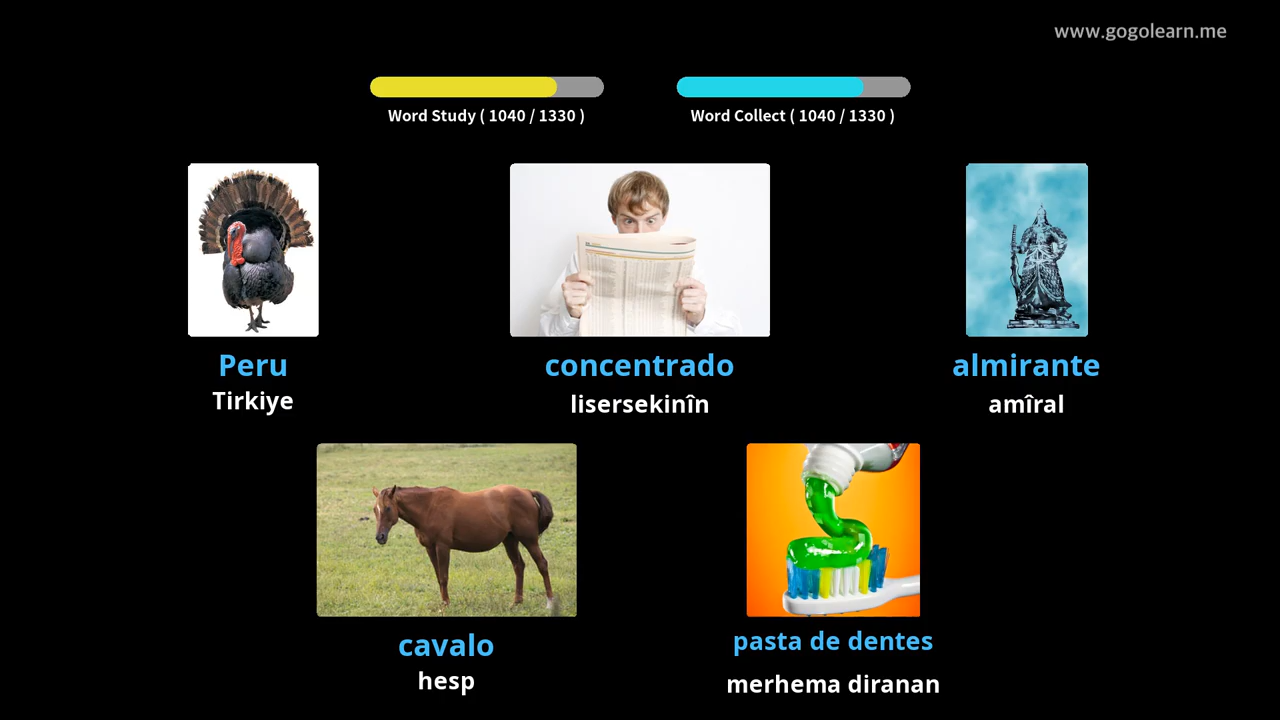 www.gogolearn.me
Word Study ( 1040 / 1330 )
Word Collect ( 1040 / 1330 )
Peru
Tirkiye
concentrado
lisersekinîn
almirante
amîral
cavalo
hesp
pasta de dentes
merhema diranan